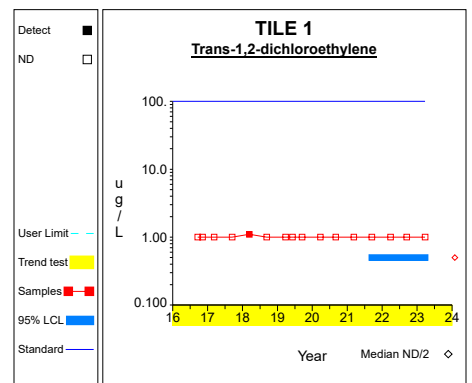 Detect
ND
User Limit
Trend test
Samples
95% LCL
Standard
TILE 1
Trans-1,2-dichloroethylene
ug/L
100.
10.0
1.00
0.100
16 17 18 19 20 21 22 23 24
Year
Median ND/2